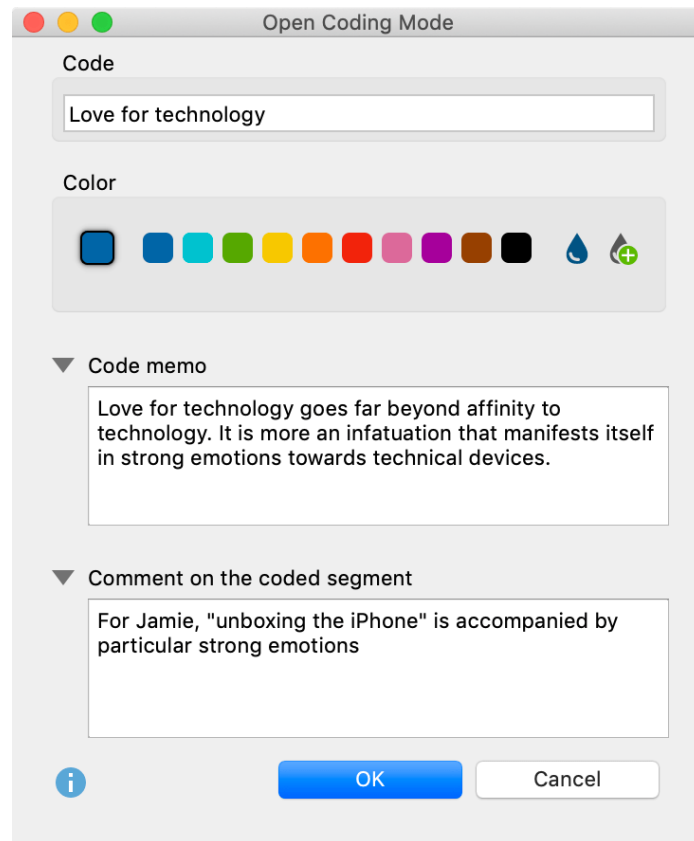 Open Coding Mode
Code
Love for technology
Color
Code memo
Love for technology goes far beyond affinity to
technology. It is more an infatuation that manifests itself
in strong emotions towards technical devices.
Comment on the coded segment
For Jamie, "unboxing the iPhone" is accompanied by
particular strong emotions
OK
Cancel